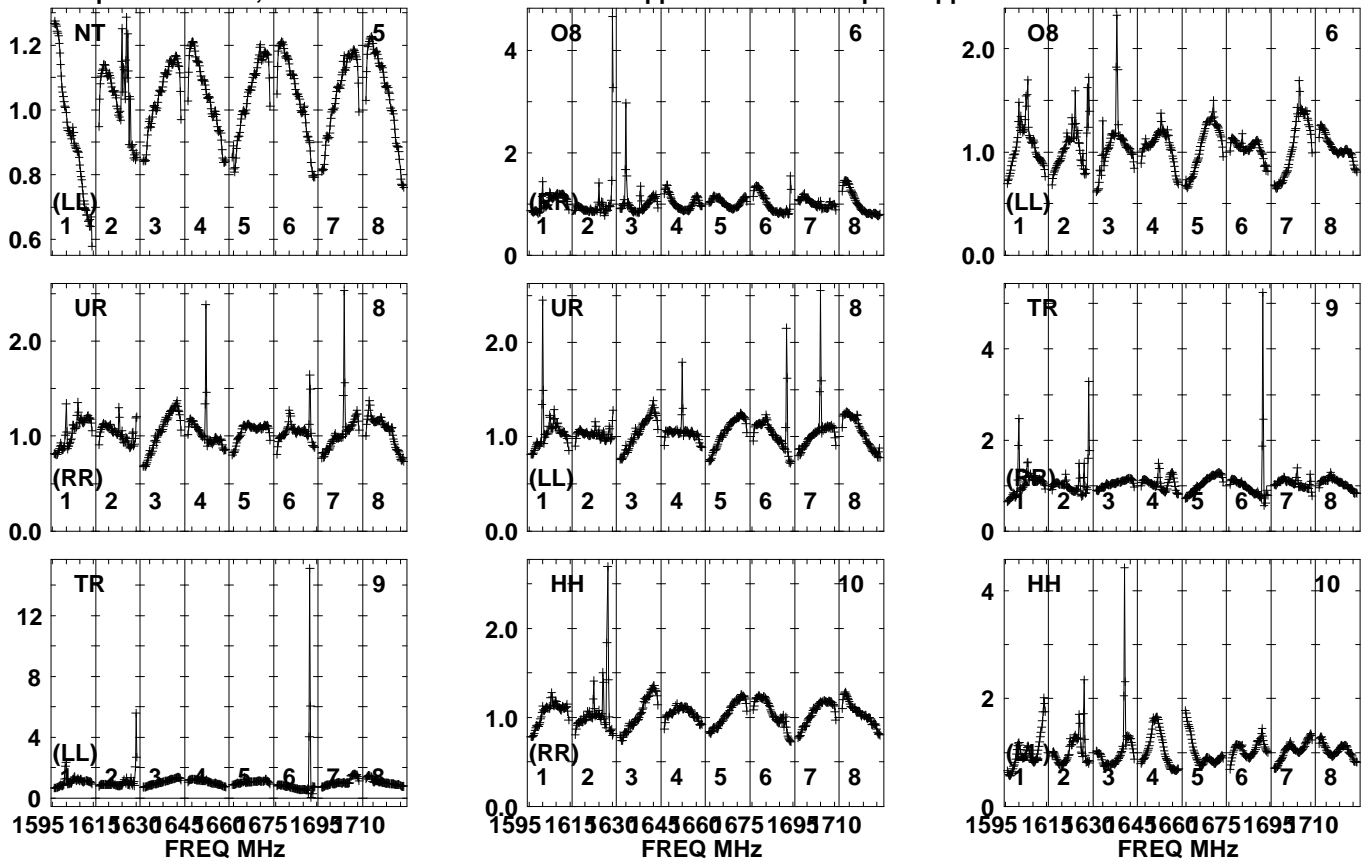 NT 5 O8 6 O8 6
1.2 4 2.0
1.0 1.0
0.8 2
(LL) (RR) (LL)
1 2 3 4 5 6 7 8 1 2 3 4 5 6 7 8 1 2 3 4 5 6 7 8
0.6 0 0.0
UR 8 UR 8 TR 9
2.0 2.0 6
4
1.0 1.0 2
(RR) (LL) (RR)
1 2 3 4 5 6 7 8 1 2 3 4 5 6 7 8 1 2 3 4 5 6 7 8
0.0 0.0 0
TR 9 HH 10 HH 10
12 2.0 4
8
4 1.0 2
(LL) (RR) (LL)
1 2 3 4 5 6 7 8 1 2 3 4 5 6 7 8 1 2 3 4 5 6 7 8
0 0.0 0
1595 1615 1630 1645 1660 1675 1695 1710 1595 1615 1630 1645 1660 1675 1695 1710 1595 1615 1630 1645 1660 1675 1695 1710
FREQ MHz FREQ MHz FREQ MHz